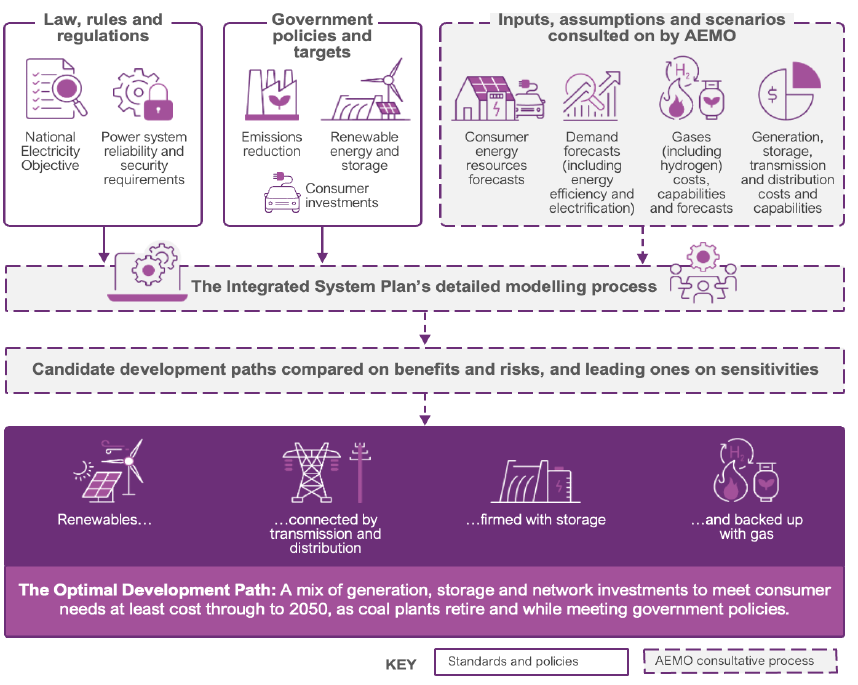 Law, rules and
regulations
National
Electricity
Objective
Power system
reliability and
security
requirements
Government
policies and
targets
Emissions
reduction
Renewable
energy and
storage
Consumer
investments
Inputs, assumptions and scenarios
consulted on by AEMO
Consumer
energy
resources
forecasts
Demand
forecasts
(including
energy
efficiency and
electrification)
H2
Gases
(including
hydrogen)
costs,
capabilities
and forecasts
$
Generation,
storage,
transmission
and distribution
costs and
capabilities
The Integrated System Plan’s detailed modelling process
Candidate development paths compared on benefits and risks, and leading ones on sensitivities
Renewables…
…connected by
transmission and
distribution
…firmed with storage
H2
…and backed up
with gas
The Optimal Development Path: A mix of generation, storage and network investments to meet consumer
needs at least cost through to 2050, as coal plants retire and while meeting government policies.
KEY
Standards and policies
AEMO consultative process